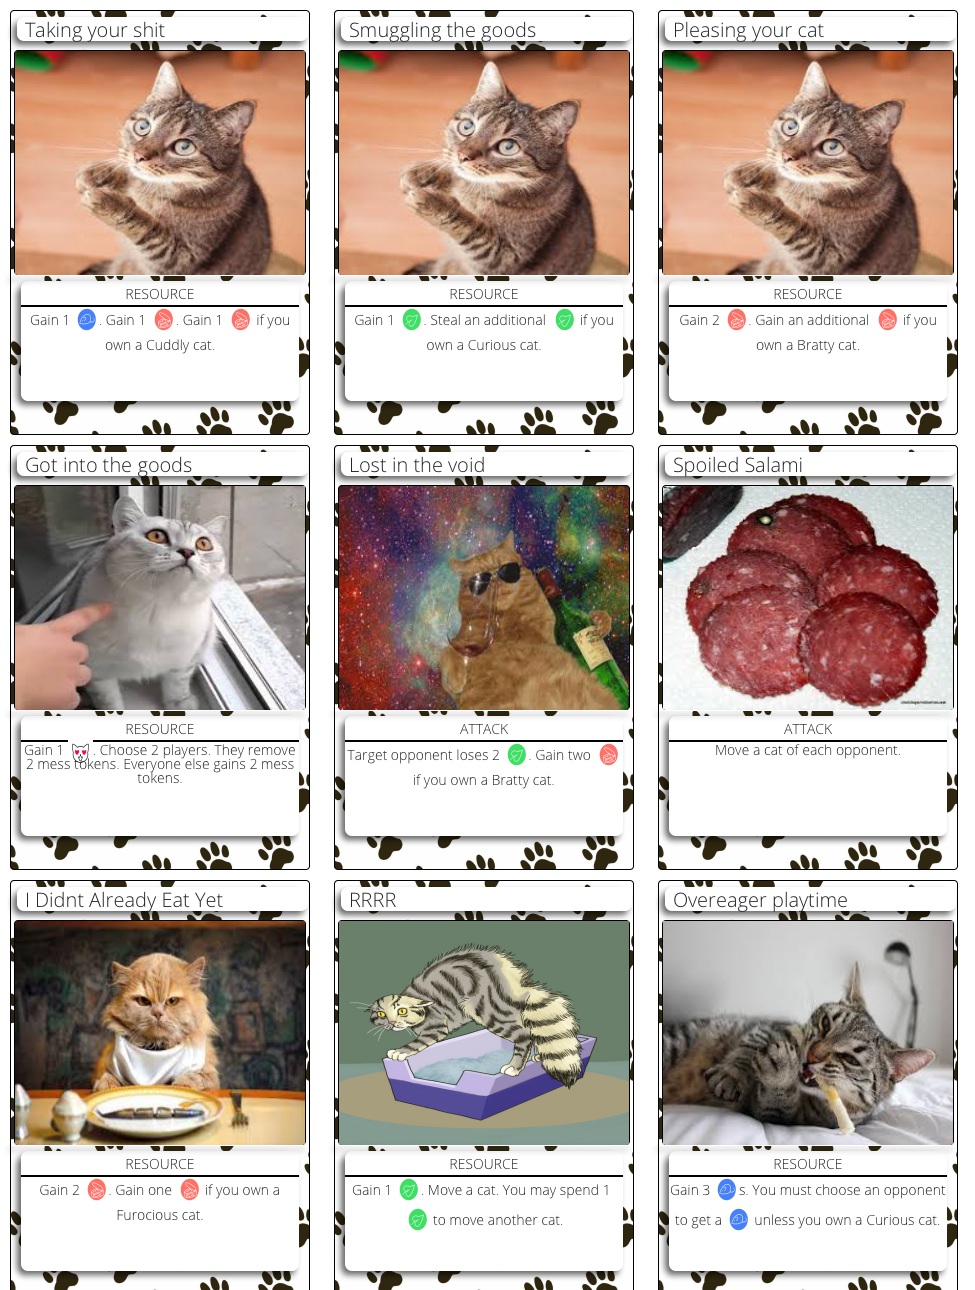 Taking your shit
Smuggling the goods
Pleasing your cat
RESOURCE
Gain 1 . Gain 1 . Gain 1 if you
own a Cuddly cat.
RESOURCE
Gain 1 . Steal an additional if you
own a Curious cat.
RESOURCE
Gain 2 . Gain an additional if you
own a Bratty cat.
Got into the goods
Lost in the void
Spoiled Salami
RESOURCE
Gain 1 . Choose 2 players. They remove
2 mess tokens. Everyone else gains 2 mess
tokens.
ATTACK
Target opponent loses 2 . Gain two
if you own a Bratty cat.
ATTACK
Move a cat of each opponent.
I Didnt Already Eat Yet
RRRR
Overeager playtime
RESOURCE
Gain 2 . Gain one if you own a
Furocious cat.
RESOURCE
Gain 1 . Move a cat. You may spend 1
to move another cat.
RESOURCE
Gain 3 s. You must choose an opponent
to get a unless you own a Curious cat.